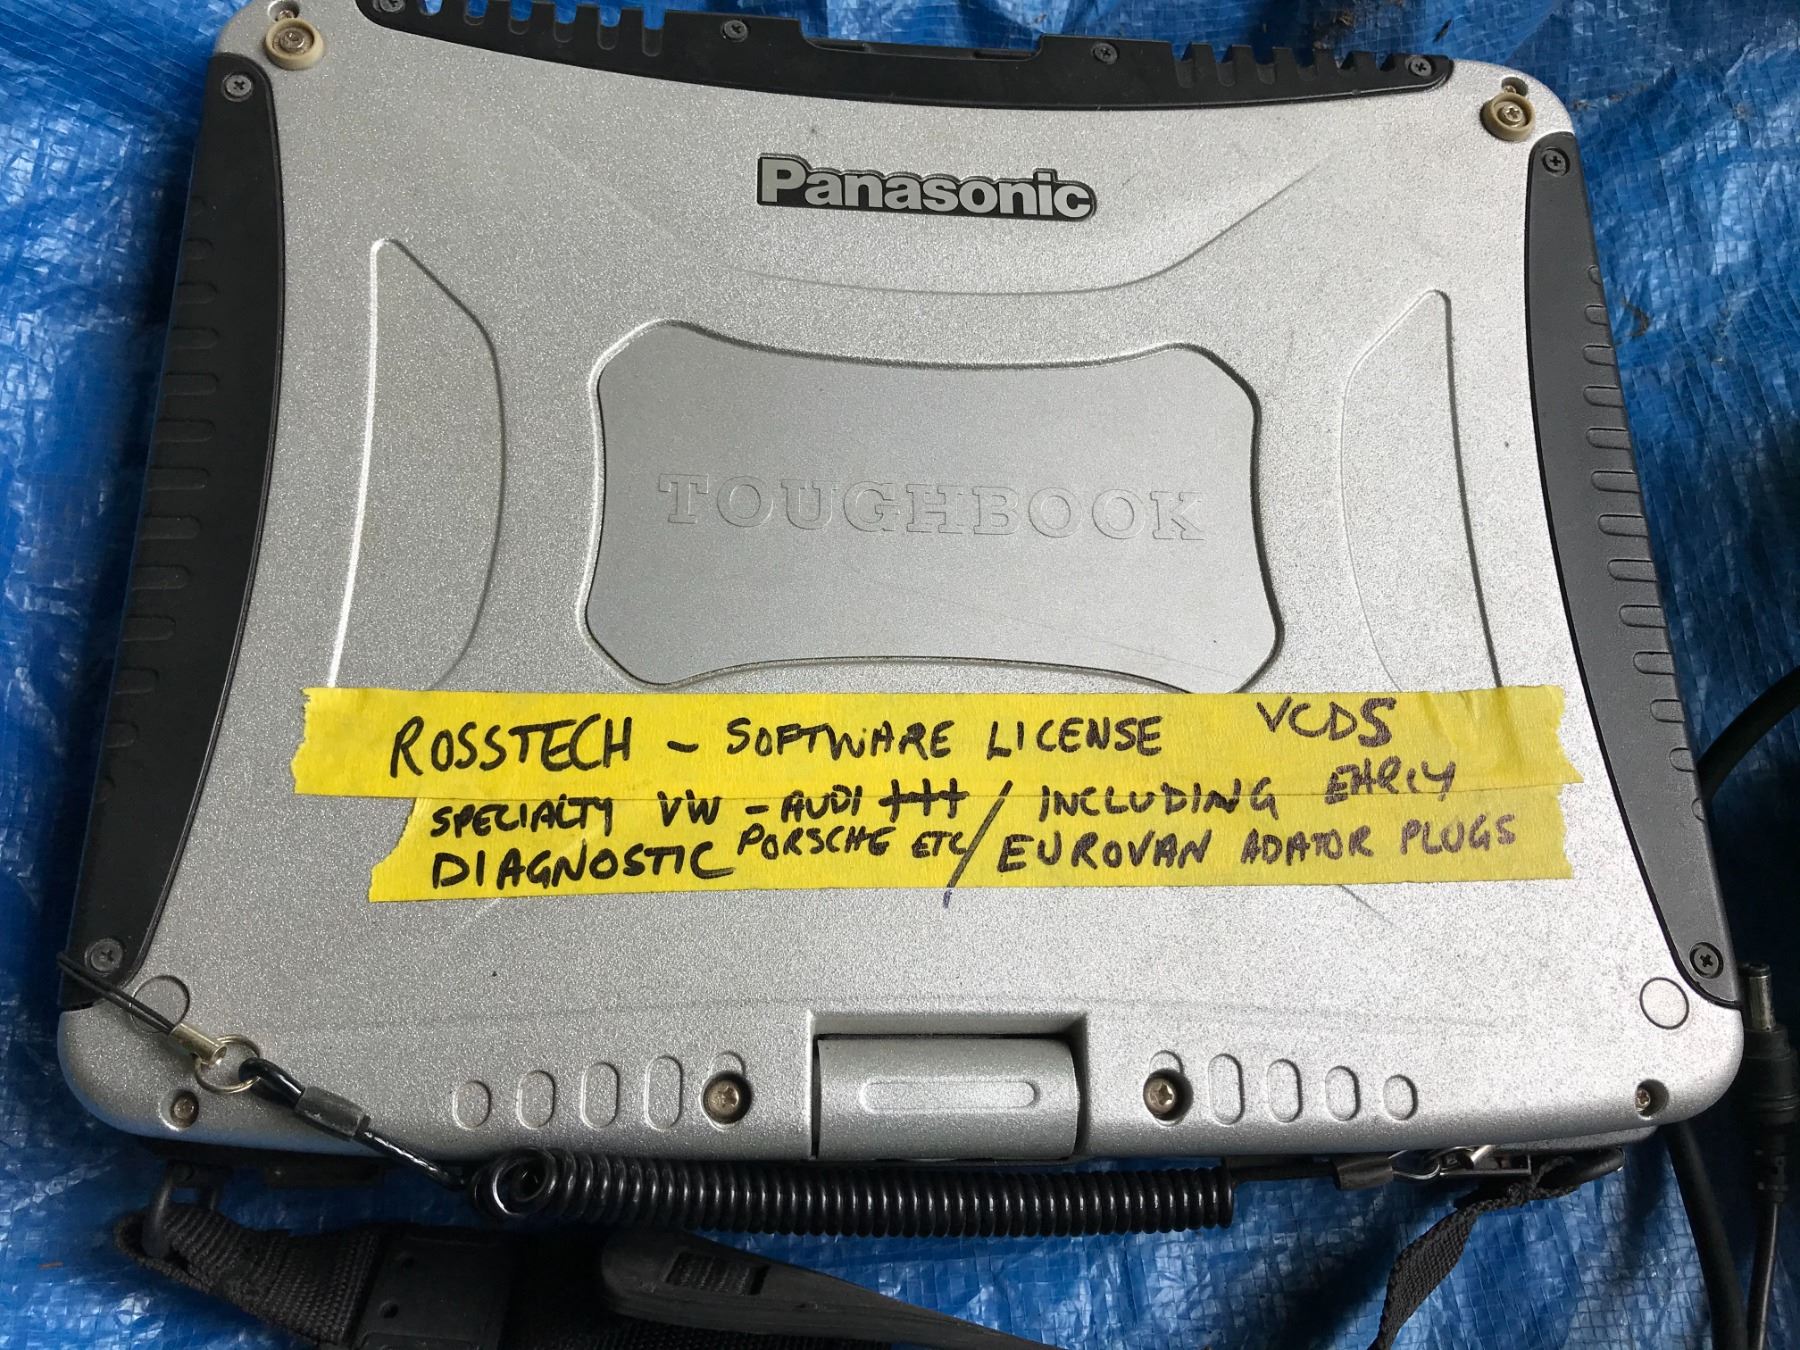 Panasonic
TOUGHBOOK
ROSSTECH - SOFTWARE LICENSE VCDS
SPECIALTY VW - AUDI +++ / INCLUDING EARLY
DIAGNOSTIC PORSCHE ETC / EUROVAN ADATOR PLUGS